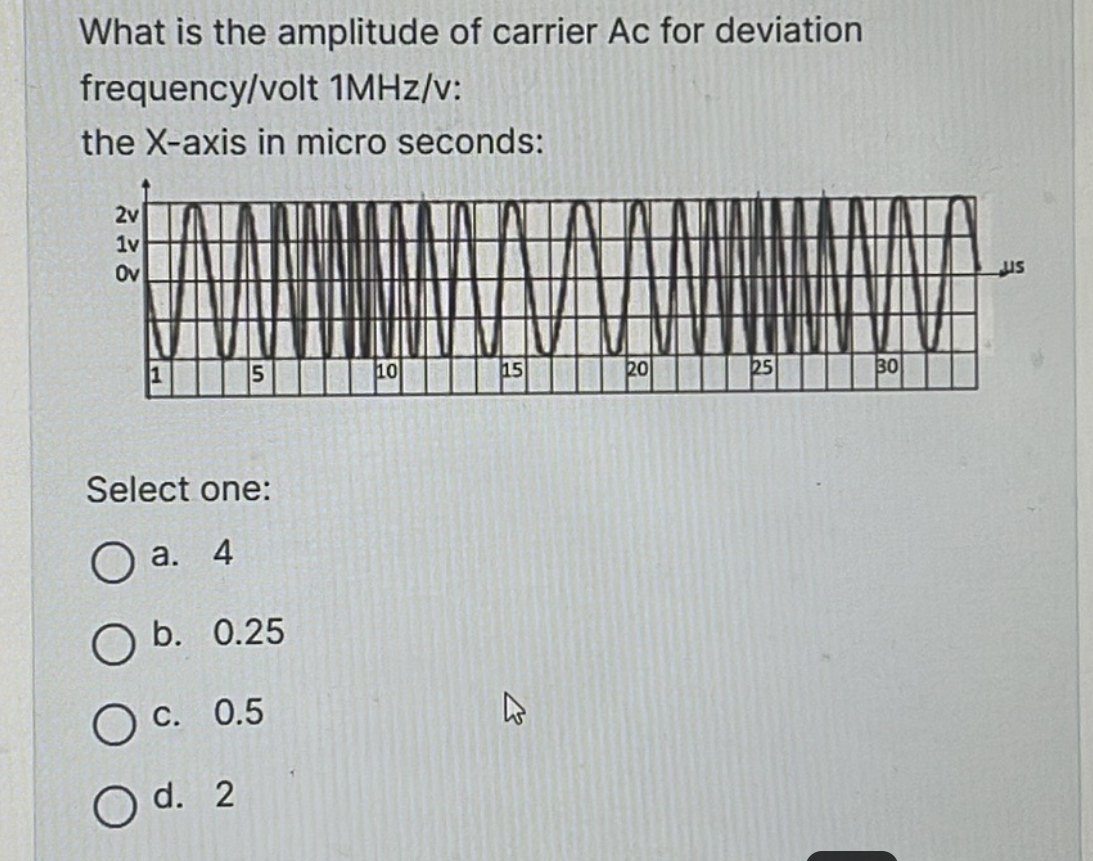 What is the amplitude of carrier Ac for deviation
frequency/volt 1MHz/v:
the X-axis in micro seconds:
2v
1v
0v
µs
1 5 10 15 20 25 30
Select one:
a. 4
b. 0.25
c. 0.5
d. 2